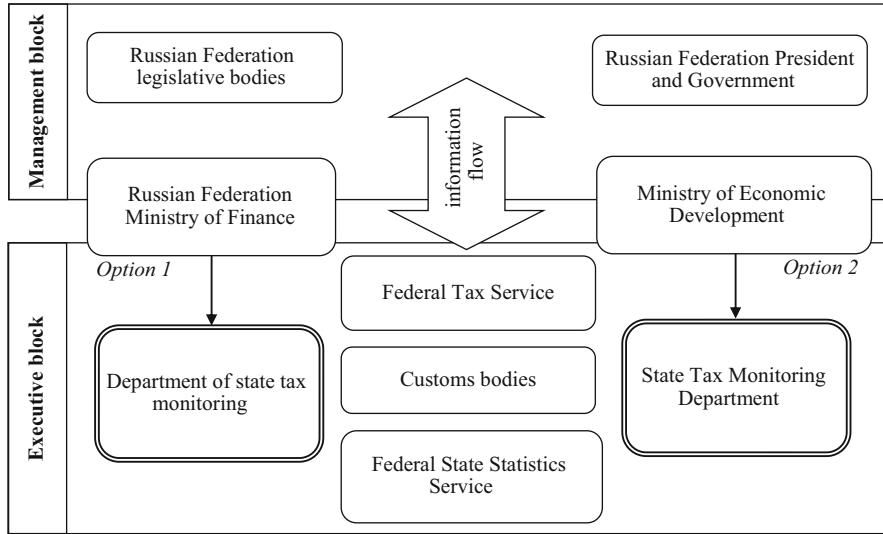 Management block
Russian Federation
legislative bodies
Russian Federation President
and Government
information
flow
Russian Federation
Ministry of Finance
Ministry of Economic
Development
Executive block
Option 1
Option 2
Federal Tax Service
Department of state tax
monitoring
Customs bodies
State Tax Monitoring
Department
Federal State Statistics
Service